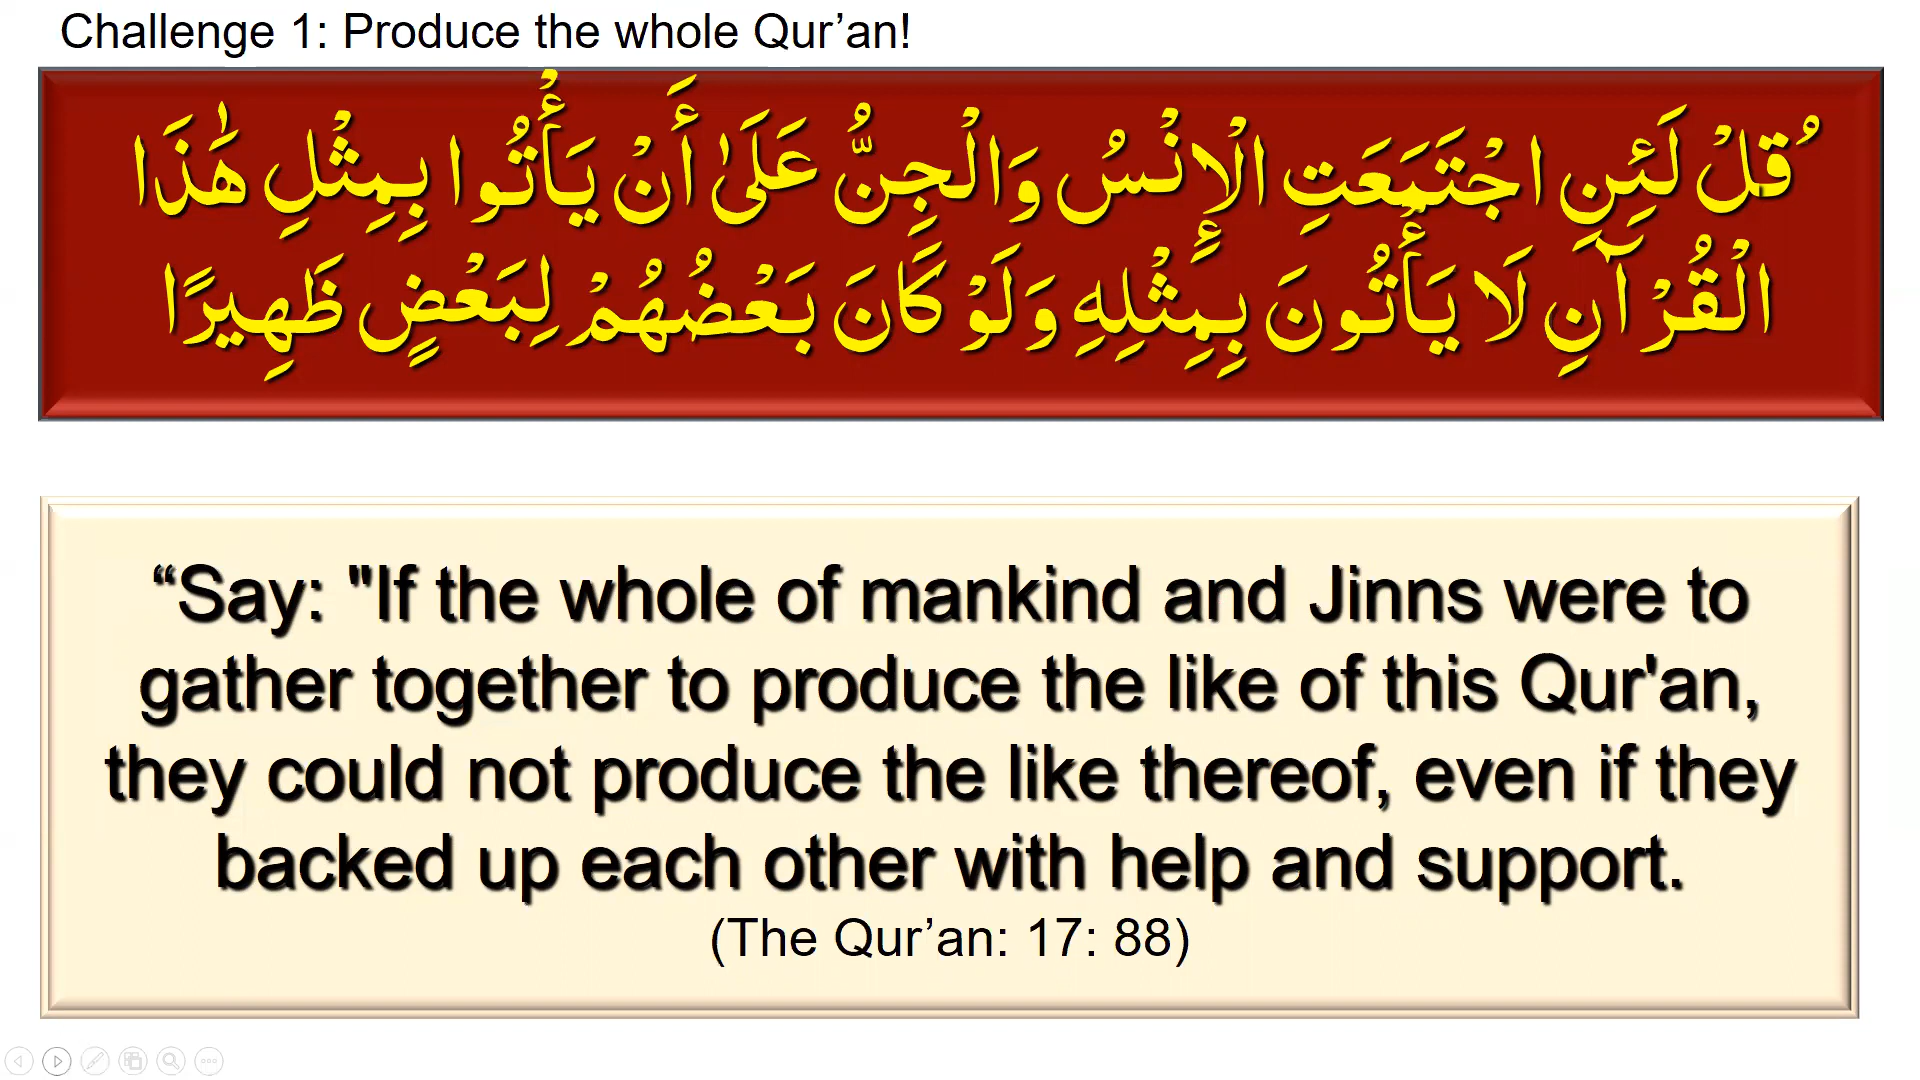 Challenge 1: Produce the whole Qur’an!
ُقلْ لَئِنِ اجْتَمَعَتِ الْإِنْسُ وَالْجِنُّ عَلَىٰ أَنْ يَأْتُوا بِمِثْلِ هَٰذَا
الْقُرْآنِ لَا يَأْتُونَ بِمِثْلِهِ وَلَوْ كَانَ بَعْضُهُمْ لِبَعْضٍ ظَهِيرًا
“Say: "If the whole of mankind and Jinns were to
gather together to produce the like of this Qur'an,
they could not produce the like thereof, even if they
backed up each other with help and support.
(The Qur’an: 17: 88)